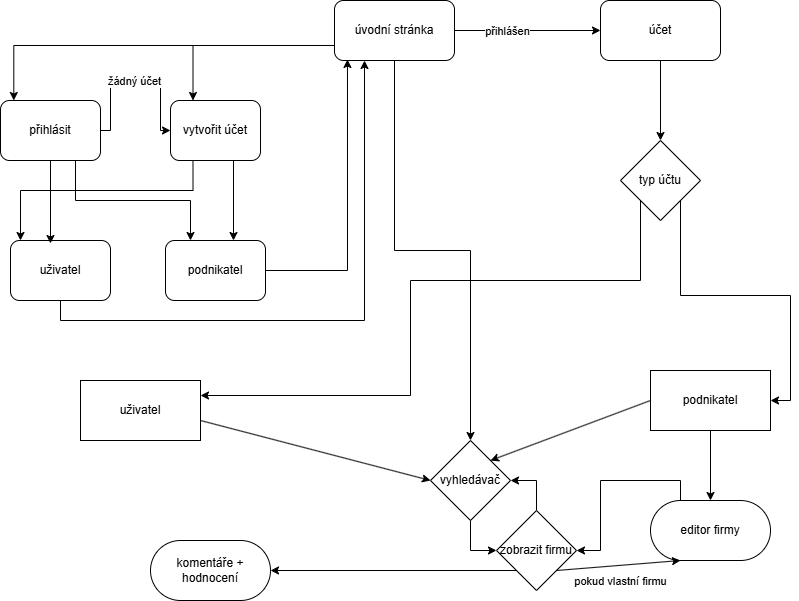 úvodní stránka
přihlášen
účet
žádný účet
přihlásit
vytvořit účet
typ účtu
uživatel
podnikatel
uživatel
podnikatel
vyhledávač
editor firmy
zobrazit firmu
komentáře +
hodnocení
pokud vlastní firmu